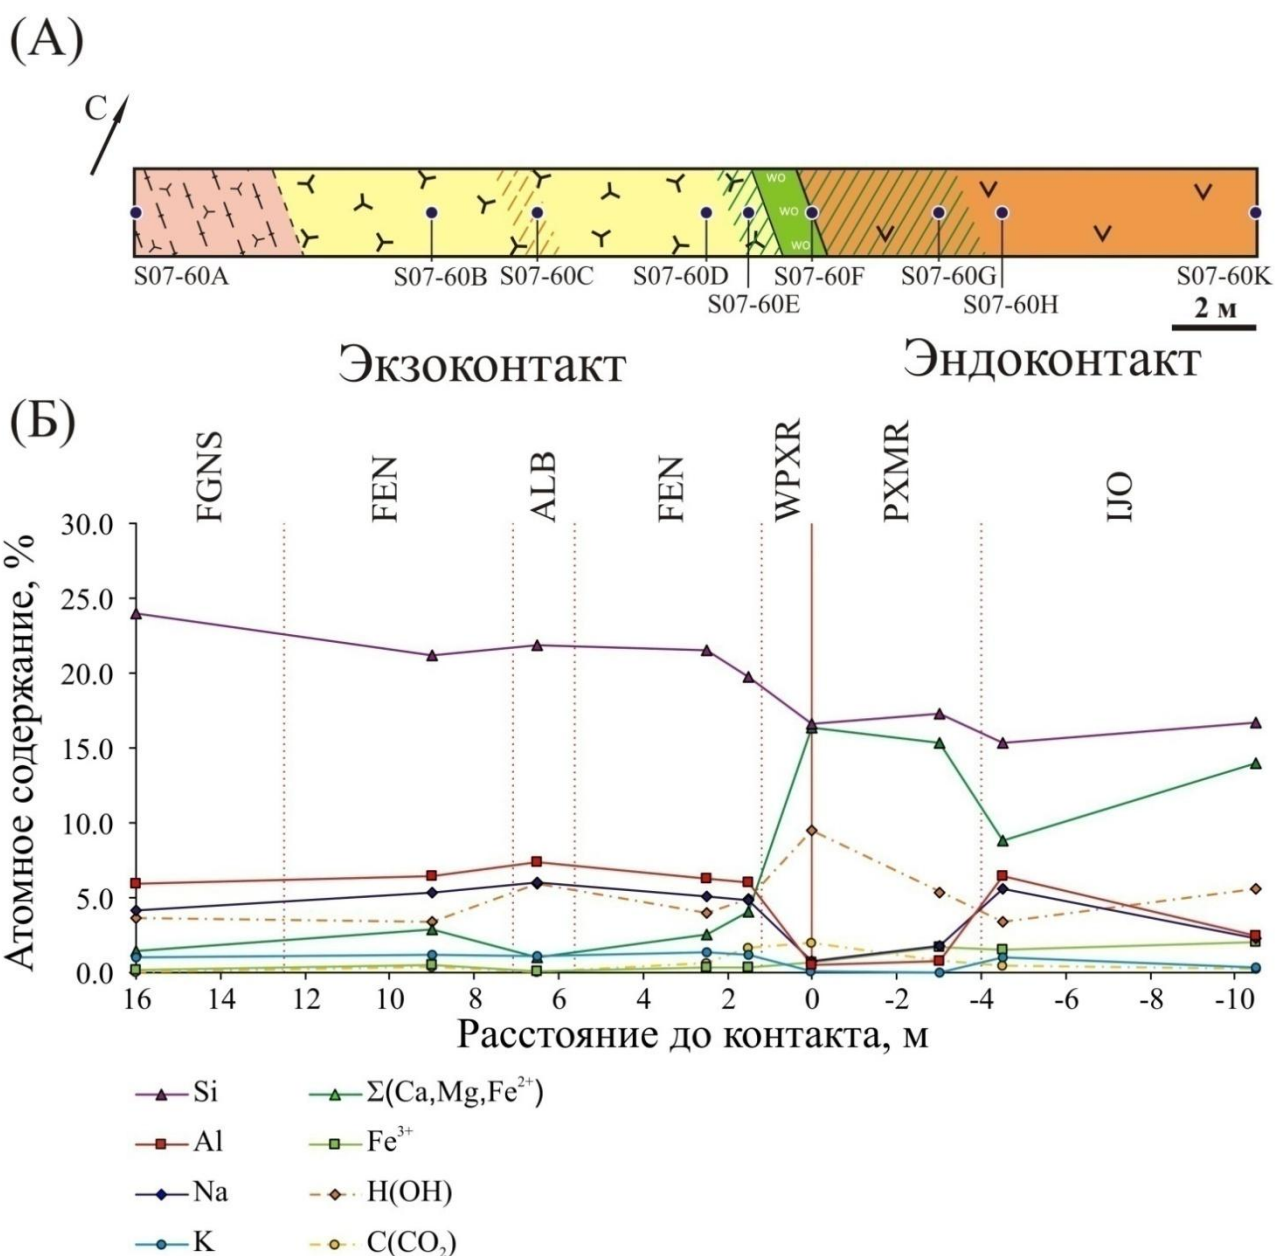 (А)
С
wo
wo
wo
S07-60A
S07-60B
S07-60C
S07-60D
S07-60F
S07-60G
S07-60K
S07-60E
S07-60H
2 м
Экзоконтакт
Эндоконтакт
(Б)
FGNS
FEN
ALB
FEN
WPXR
PXMR
IJO
Атомное содержание, %
30.0
25.0
20.0
15.0
10.0
5.0
0.0
16 14 12 10 8 6 4 2 0 -2 -4 -6 -8 -10
Расстояние до контакта, м
Si
Σ(Ca,Mg,Fe²⁺)
Al
Fe³⁺
Na
H(OH)
K
C(CO₂)